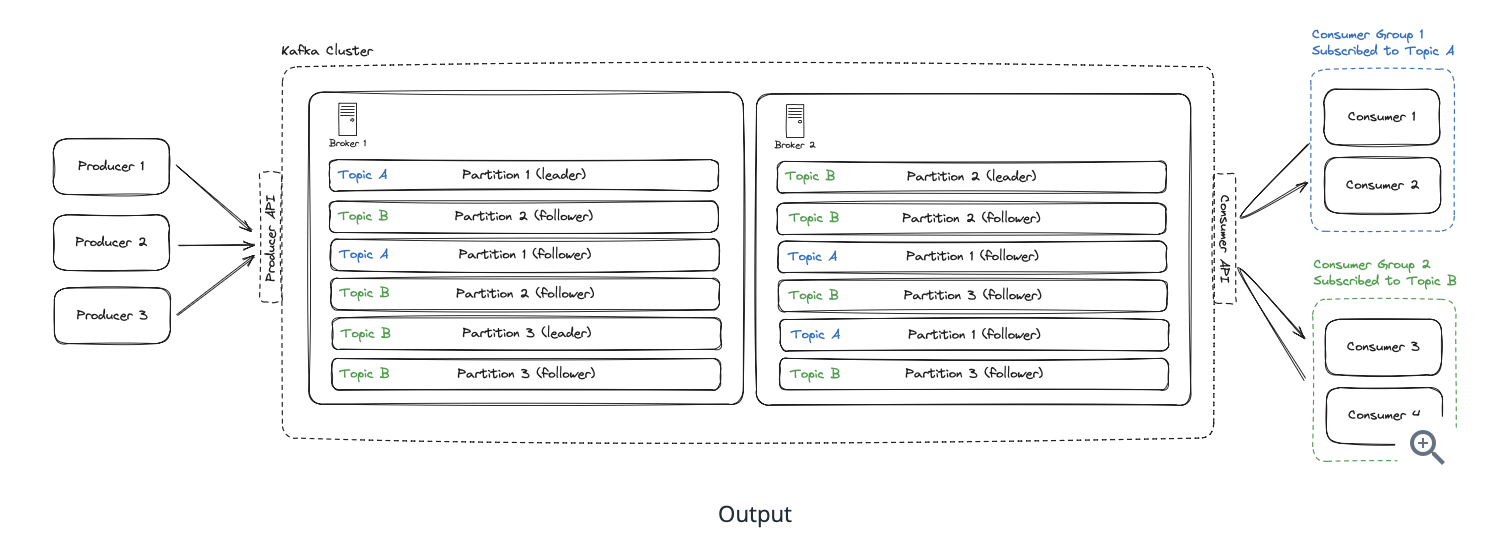 Kafka Cluster
Consumer Group 1
Subscribed to Topic A
Producer 1
Producer 2
Producer 3
Producer API
Broker 1
Topic A Partition 1 (leader)
Topic B Partition 2 (follower)
Topic A Partition 1 (follower)
Topic B Partition 2 (follower)
Topic B Partition 3 (leader)
Topic B Partition 3 (follower)
Broker 2
Topic B Partition 2 (leader)
Topic B Partition 2 (follower)
Topic A Partition 1 (follower)
Topic B Partition 3 (follower)
Topic A Partition 1 (follower)
Topic B Partition 3 (follower)
Consumer API
Consumer 1
Consumer 2
Consumer Group 2
Subscribed to Topic B
Consumer 3
Consumer 4
Output